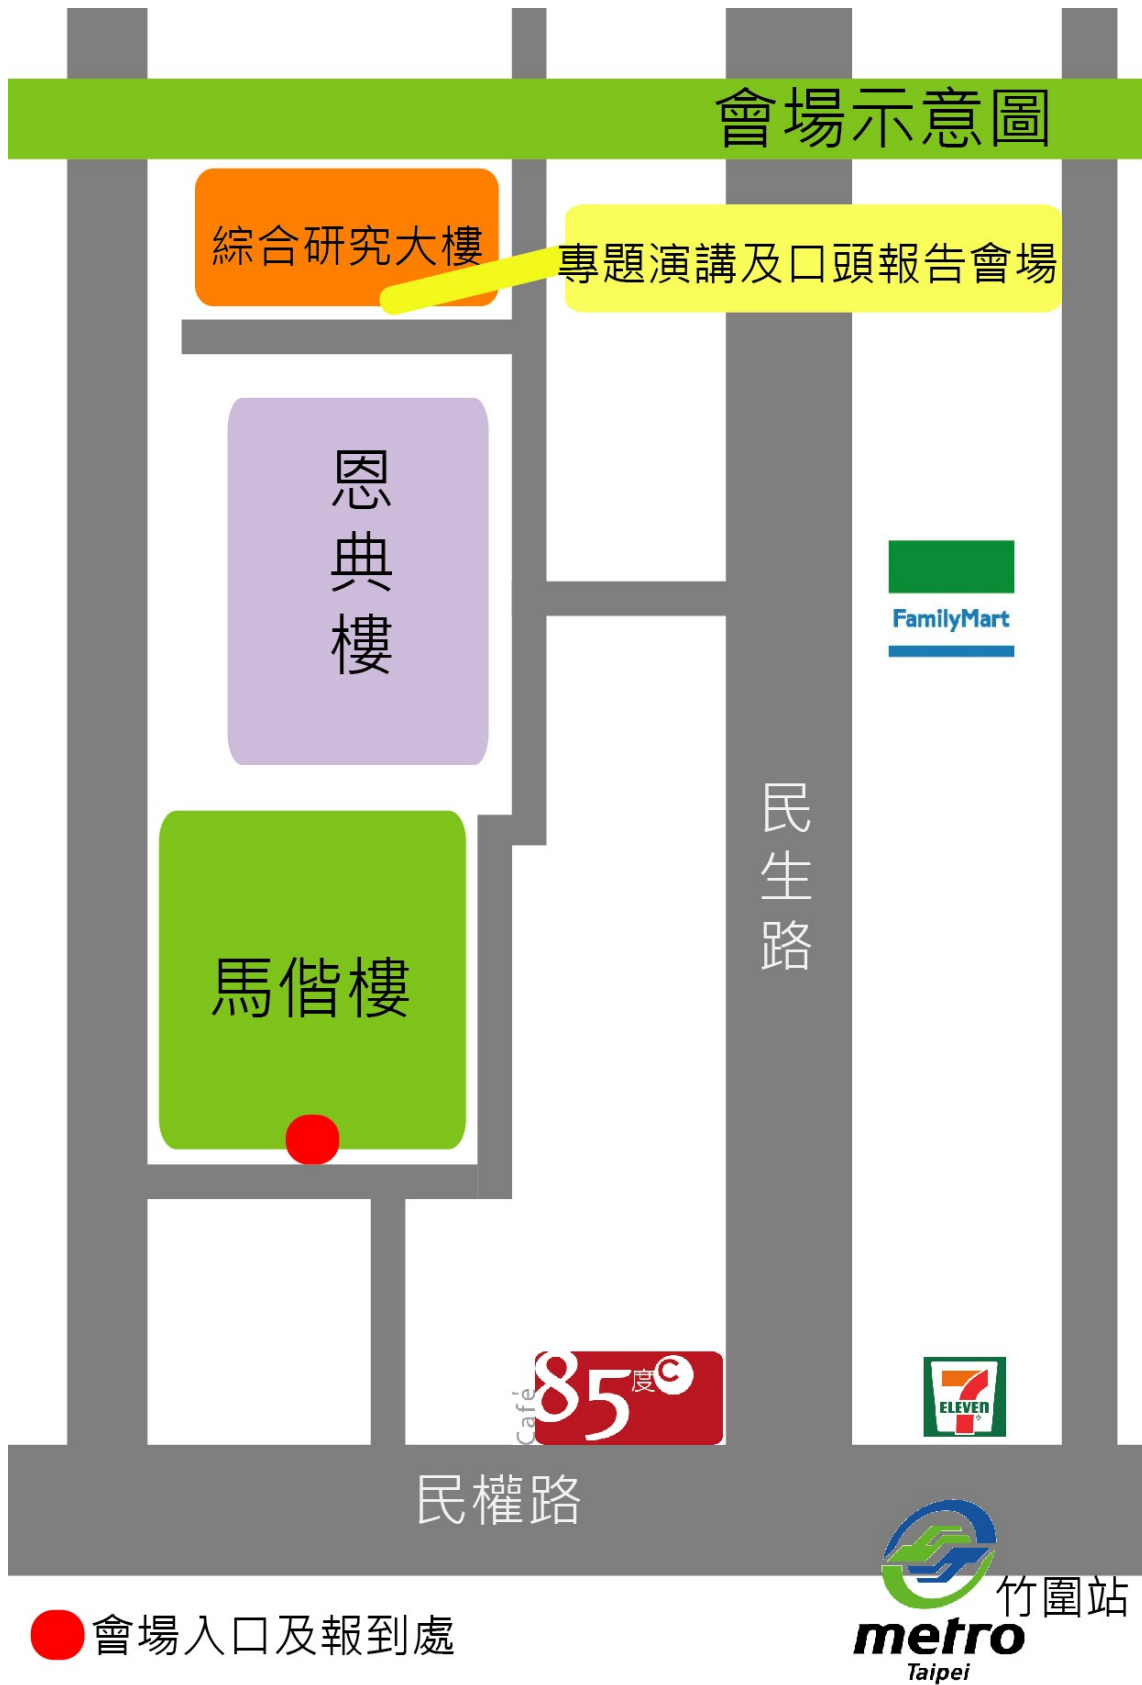 會場示意圖
綜合研究大樓
專題演講及口頭報告會場
恩典樓
FamilyMart
民生路
馬偕樓
Café 85度C
7 ELEVEN
民權路
竹圍站
會場入口及報到處
metro
Taipei